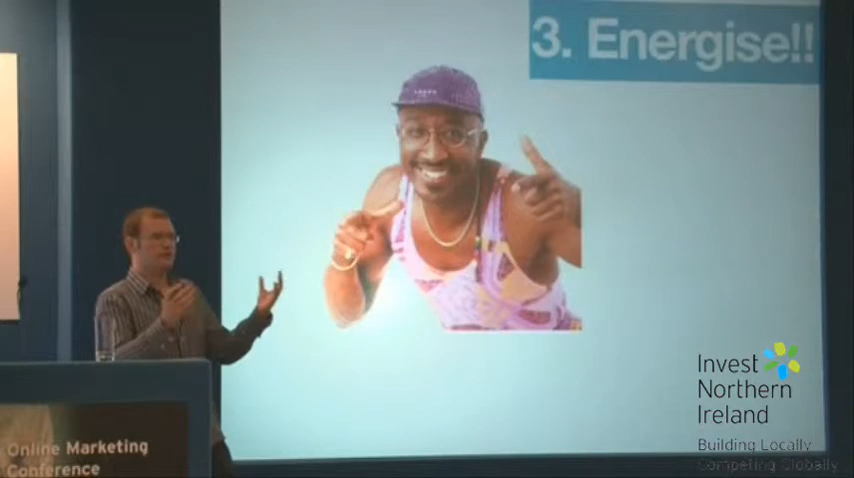 3. Energise!!
Invest
Northern
Ireland
Building Locally
Competing Globally
Online Marketing
Conference